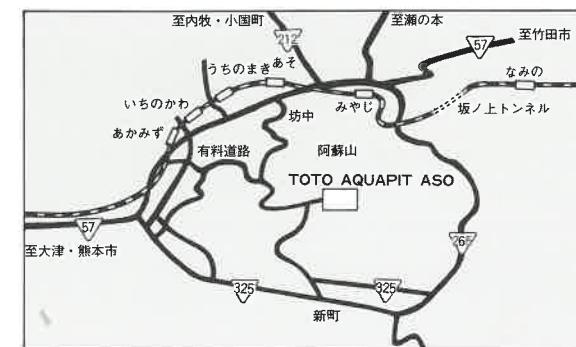 至内牧・小国町
至瀬の本
212
57
至竹田市
うちのまき
あそ
なみの
いちのかわ
みやじ
坂ノ上トンネル
あかみず
坊中
有料道路
阿蘇山
TOTO AQUAPIT ASO
57
265
至大津・熊本市
325
325
新町